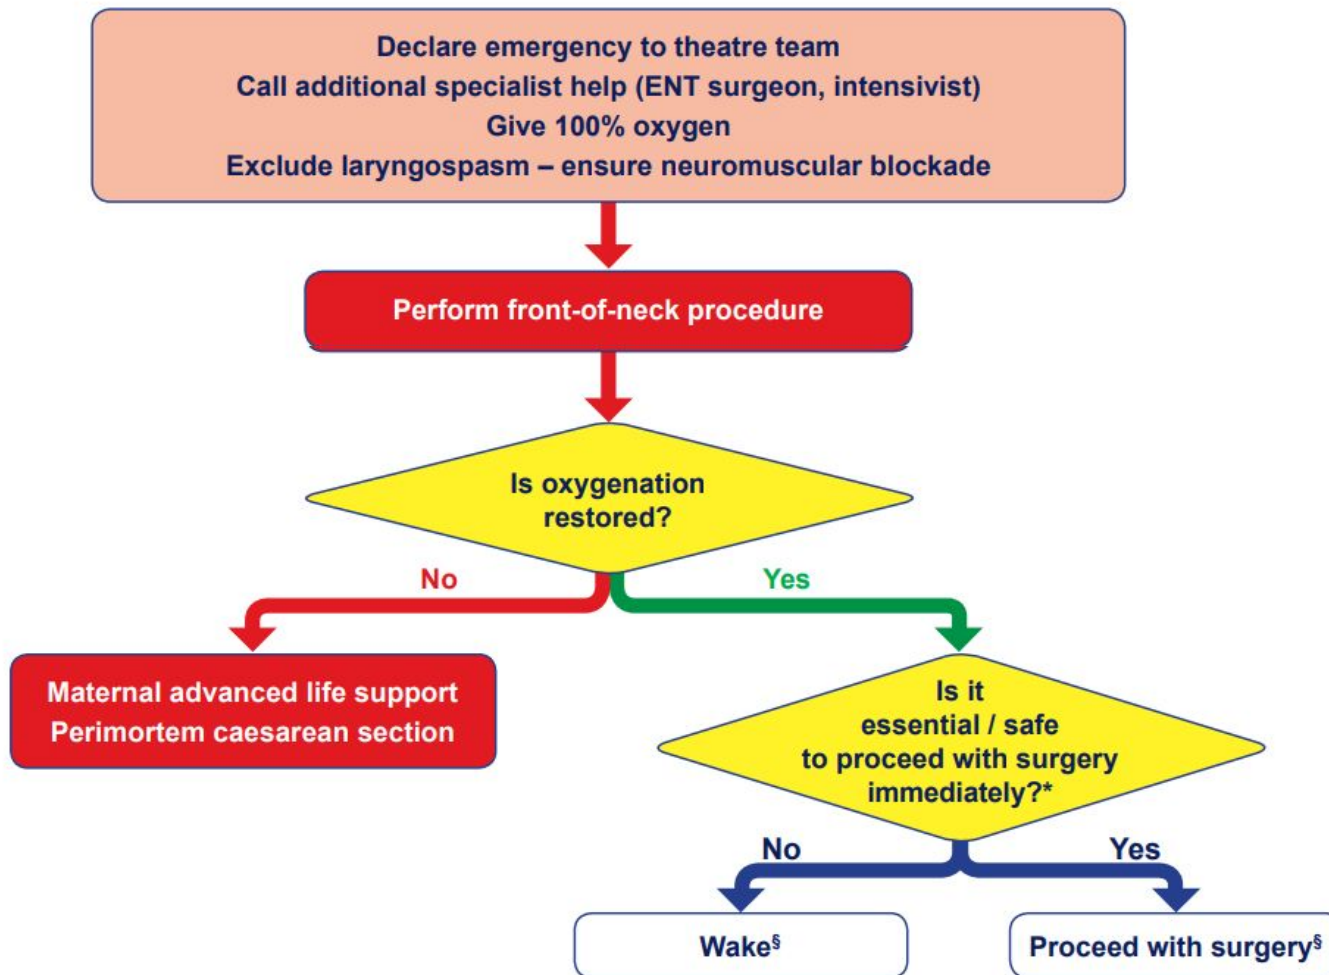 Declare emergency to theatre team
Call additional specialist help (ENT surgeon, intensivist)
Give 100% oxygen
Exclude laryngospasm – ensure neuromuscular blockade
Perform front-of-neck procedure
Is oxygenation
restored?
No
Yes
Maternal advanced life support
Perimortem caesarean section
Is it
essential / safe
to proceed with surgery
immediately?*
No
Yes
Wake§
Proceed with surgery§